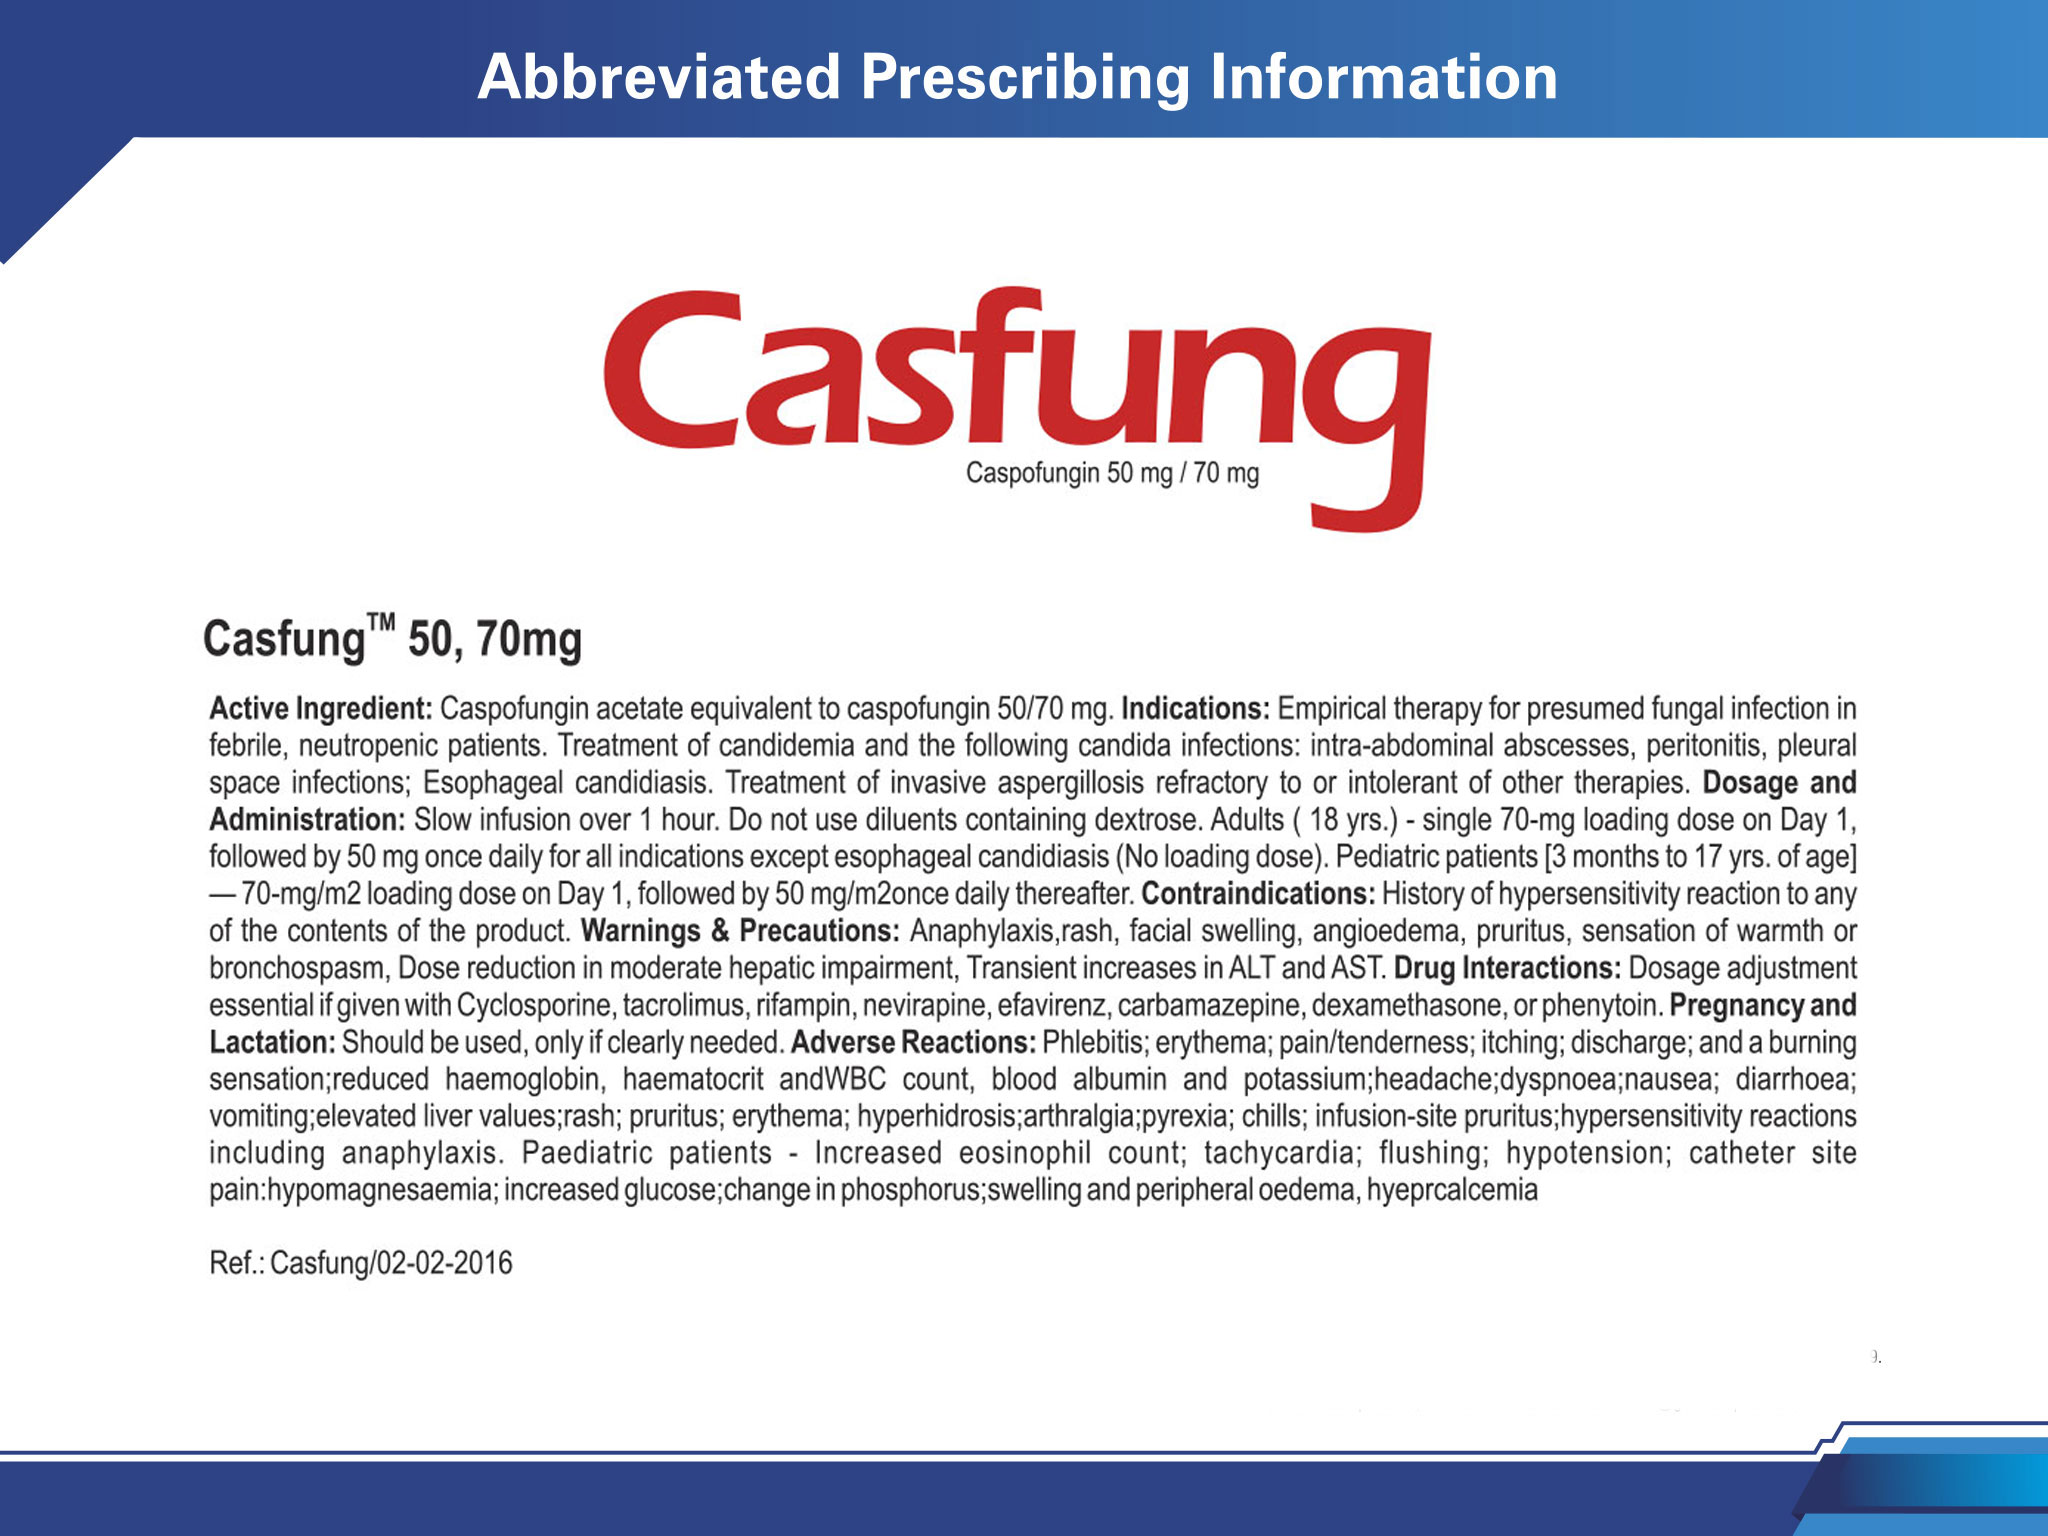 Abbreviated Prescribing Information
Casfung
Caspofungin 50 mg / 70 mg
Casfung™ 50, 70mg
Active Ingredient: Caspofungin acetate equivalent to caspofungin 50/70 mg. Indications: Empirical therapy for presumed fungal infection in
febrile, neutropenic patients. Treatment of candidemia and the following candida infections: intra-abdominal abscesses, peritonitis, pleural
space infections; Esophageal candidiasis. Treatment of invasive aspergillosis refractory to or intolerant of other therapies. Dosage and
Administration: Slow infusion over 1 hour. Do not use diluents containing dextrose. Adults ( 18 yrs.) - single 70-mg loading dose on Day 1,
followed by 50 mg once daily for all indications except esophageal candidiasis (No loading dose). Pediatric patients [3 months to 17 yrs. of age]
— 70-mg/m2 loading dose on Day 1, followed by 50 mg/m2once daily thereafter. Contraindications: History of hypersensitivity reaction to any
of the contents of the product. Warnings & Precautions: Anaphylaxis,rash, facial swelling, angioedema, pruritus, sensation of warmth or
bronchospasm, Dose reduction in moderate hepatic impairment, Transient increases in ALT and AST. Drug Interactions: Dosage adjustment
essential if given with Cyclosporine, tacrolimus, rifampin, nevirapine, efavirenz, carbamazepine, dexamethasone, or phenytoin. Pregnancy and
Lactation: Should be used, only if clearly needed. Adverse Reactions: Phlebitis; erythema; pain/tenderness; itching; discharge; and a burning
sensation;reduced haemoglobin, haematocrit andWBC count, blood albumin and potassium;headache;dyspnoea;nausea; diarrhoea;
vomiting;elevated liver values;rash; pruritus; erythema; hyperhidrosis;arthralgia;pyrexia; chills; infusion-site pruritus;hypersensitivity reactions
including anaphylaxis. Paediatric patients - Increased eosinophil count; tachycardia; flushing; hypotension; catheter site
pain:hypomagnesaemia; increased glucose;change in phosphorus;swelling and peripheral oedema, hyeprcalcemia
Ref.: Casfung/02-02-2016